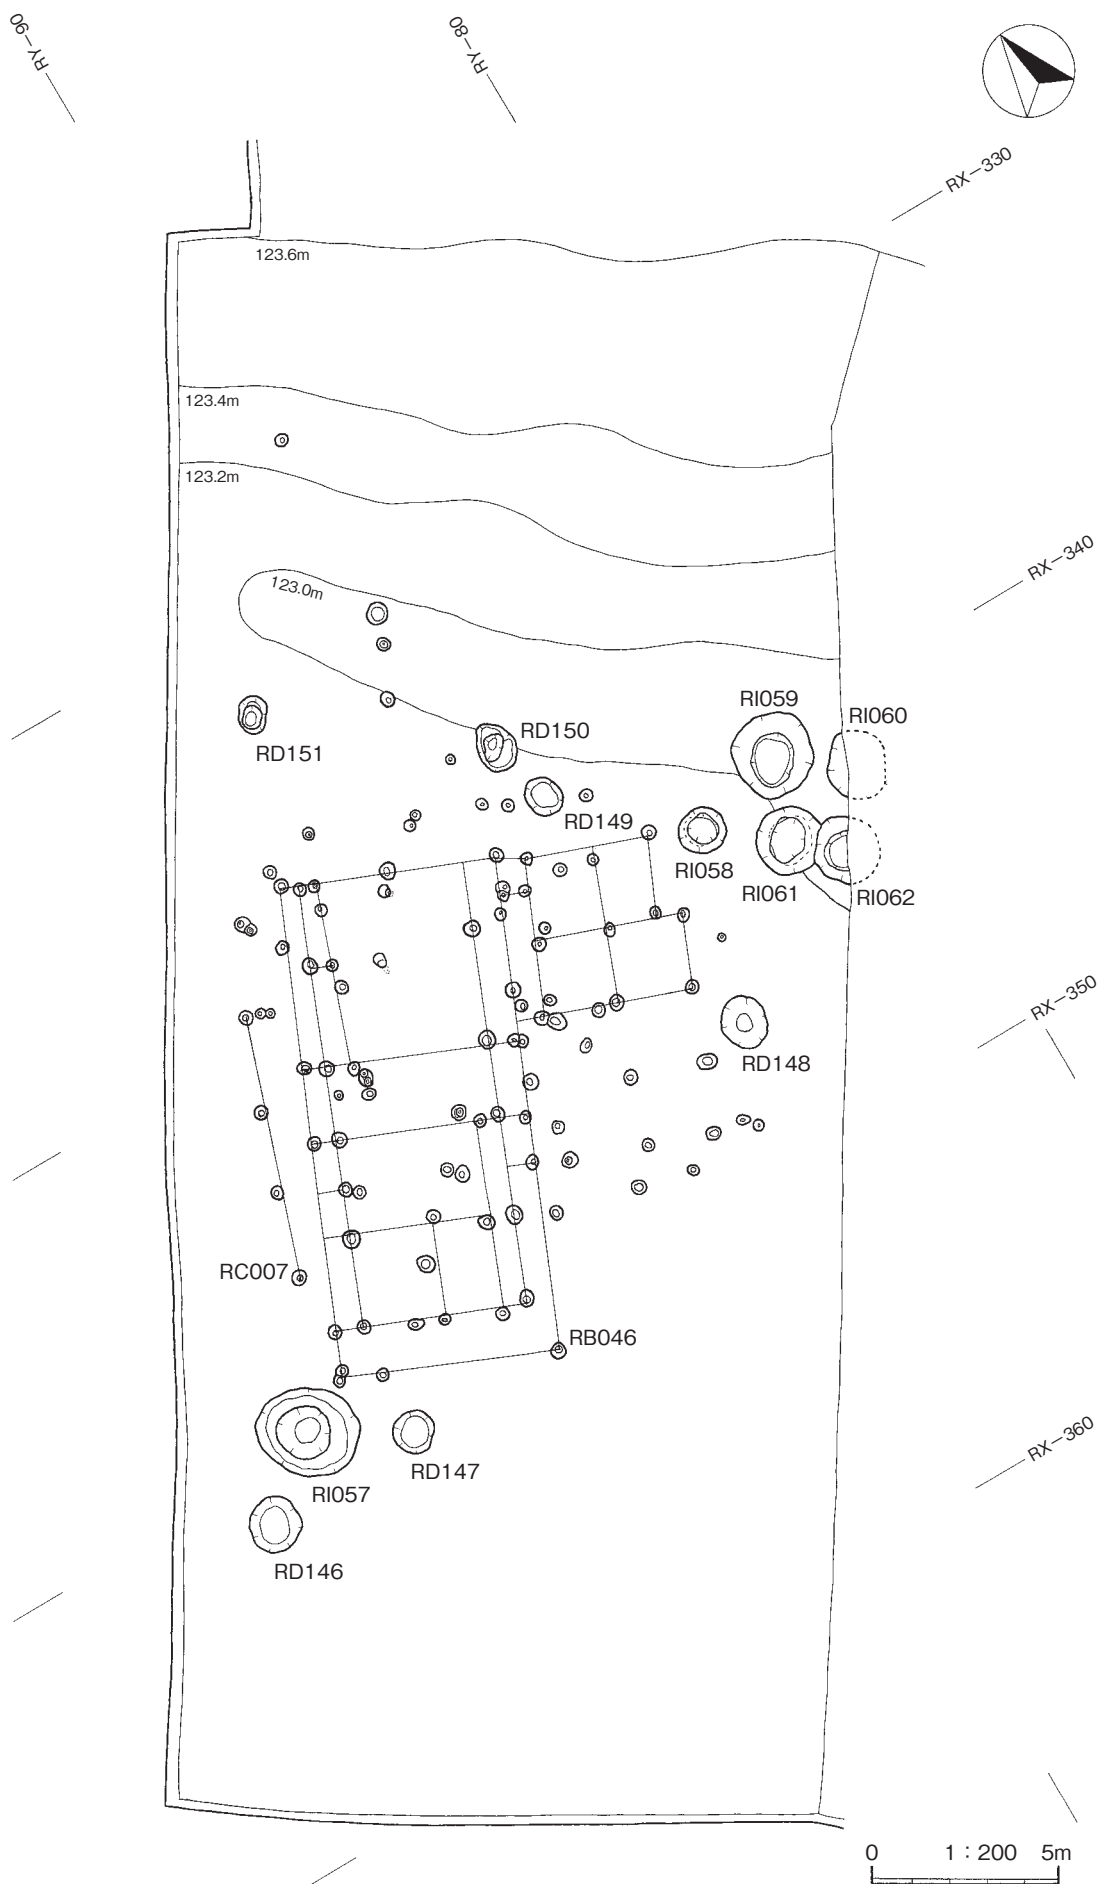 RY－90
RY－80
RX－330
123.6m
123.4m
123.2m
RX－340
123.0m
RI059
RI060
RD150
RD151
RD149
RI058
RI061
RI062
RX－350
RD148
RC007
RB046
RX－360
RD147
RI057
RD146
0 1：200 5m